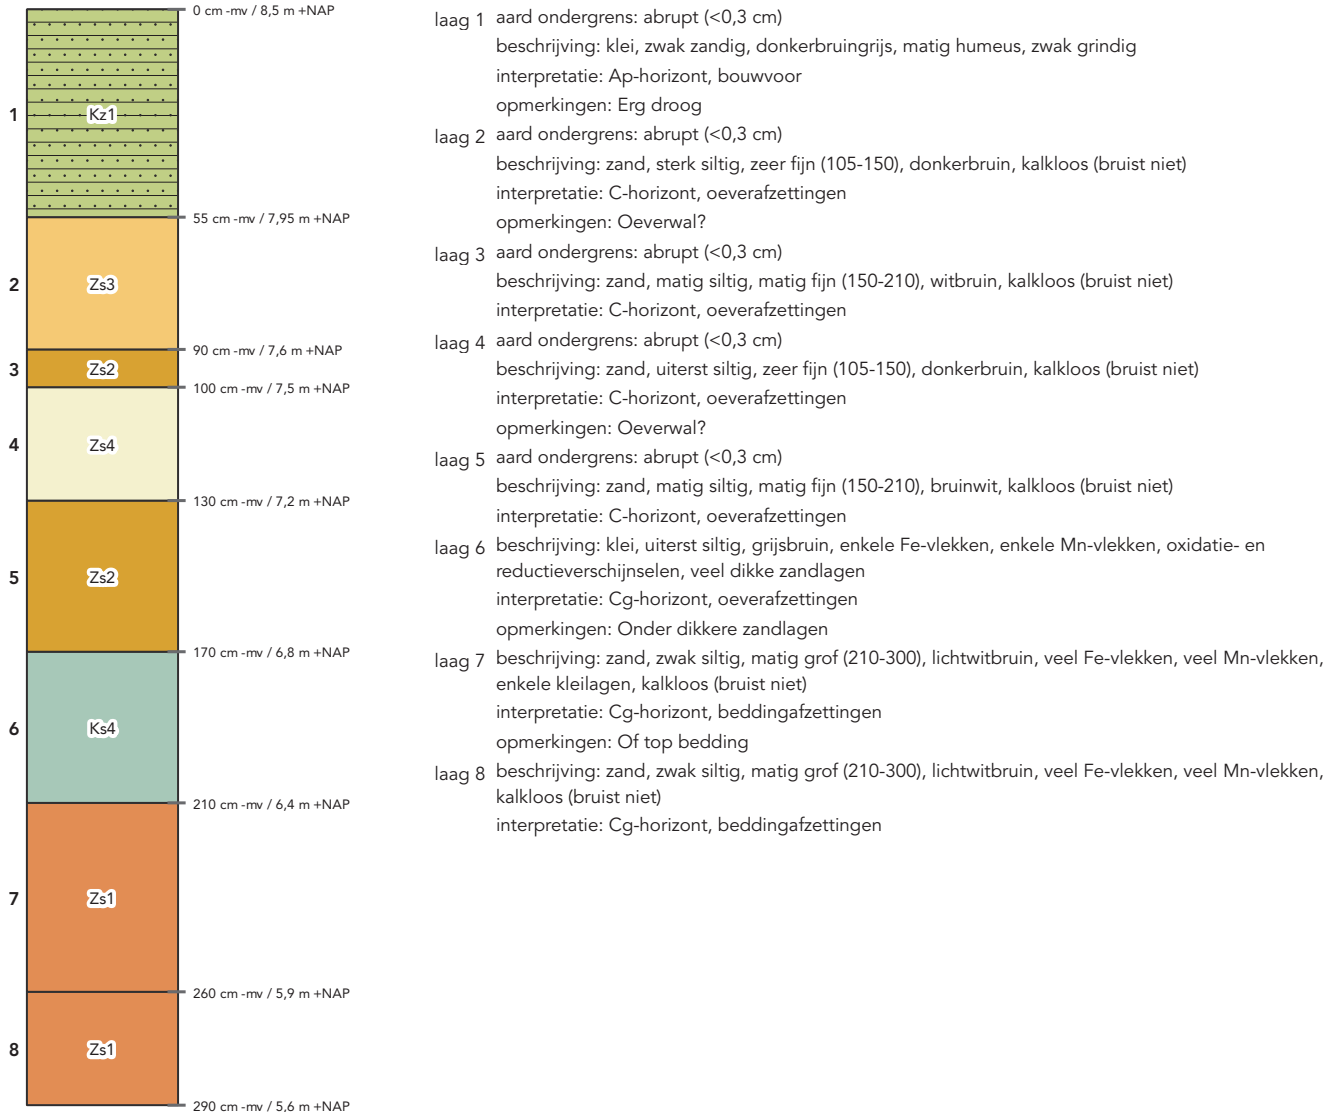 0 cm -mv / 8,5 m +NAP
1
Kz1
55 cm -mv / 7,95 m +NAP
2
Zs3
90 cm -mv / 7,6 m +NAP
3
Zs2
100 cm -mv / 7,5 m +NAP
4
Zs4
130 cm -mv / 7,2 m +NAP
5
Zs2
170 cm -mv / 6,8 m +NAP
6
Ks4
210 cm -mv / 6,4 m +NAP
7
Zs1
260 cm -mv / 5,9 m +NAP
8
Zs1
290 cm -mv / 5,6 m +NAP
laag 1 aard ondergrens: abrupt (<0,3 cm)
beschrijving: klei, zwak zandig, donkerbruingrijs, matig humeus, zwak grindig
interpretatie: Ap-horizont, bouwvoor
opmerkingen: Erg droog
laag 2 aard ondergrens: abrupt (<0,3 cm)
beschrijving: zand, sterk siltig, zeer fijn (105-150), donkerbruin, kalkloos (bruist niet)
interpretatie: C-horizont, oeverafzettingen
opmerkingen: Oeverwal?
laag 3 aard ondergrens: abrupt (<0,3 cm)
beschrijving: zand, matig siltig, matig fijn (150-210), witbruin, kalkloos (bruist niet)
interpretatie: C-horizont, oeverafzettingen
laag 4 aard ondergrens: abrupt (<0,3 cm)
beschrijving: zand, uiterst siltig, zeer fijn (105-150), donkerbruin, kalkloos (bruist niet)
interpretatie: C-horizont, oeverafzettingen
opmerkingen: Oeverwal?
laag 5 aard ondergrens: abrupt (<0,3 cm)
beschrijving: zand, matig siltig, matig fijn (150-210), bruinwit, kalkloos (bruist niet)
interpretatie: C-horizont, oeverafzettingen
laag 6 beschrijving: klei, uiterst siltig, grijsbruin, enkele Fe-vlekken, enkele Mn-vlekken, oxidatie- en
reductieverschijnselen, veel dikke zandlagen
interpretatie: Cg-horizont, oeverafzettingen
opmerkingen: Onder dikkere zandlagen
laag 7 beschrijving: zand, zwak siltig, matig grof (210-300), lichtwitbruin, veel Fe-vlekken, veel Mn-vlekken,
enkele kleilagen, kalkloos (bruist niet)
interpretatie: Cg-horizont, beddingafzettingen
opmerkingen: Of top bedding
laag 8 beschrijving: zand, zwak siltig, matig grof (210-300), lichtwitbruin, veel Fe-vlekken, veel Mn-vlekken,
kalkloos (bruist niet)
interpretatie: Cg-horizont, beddingafzettingen